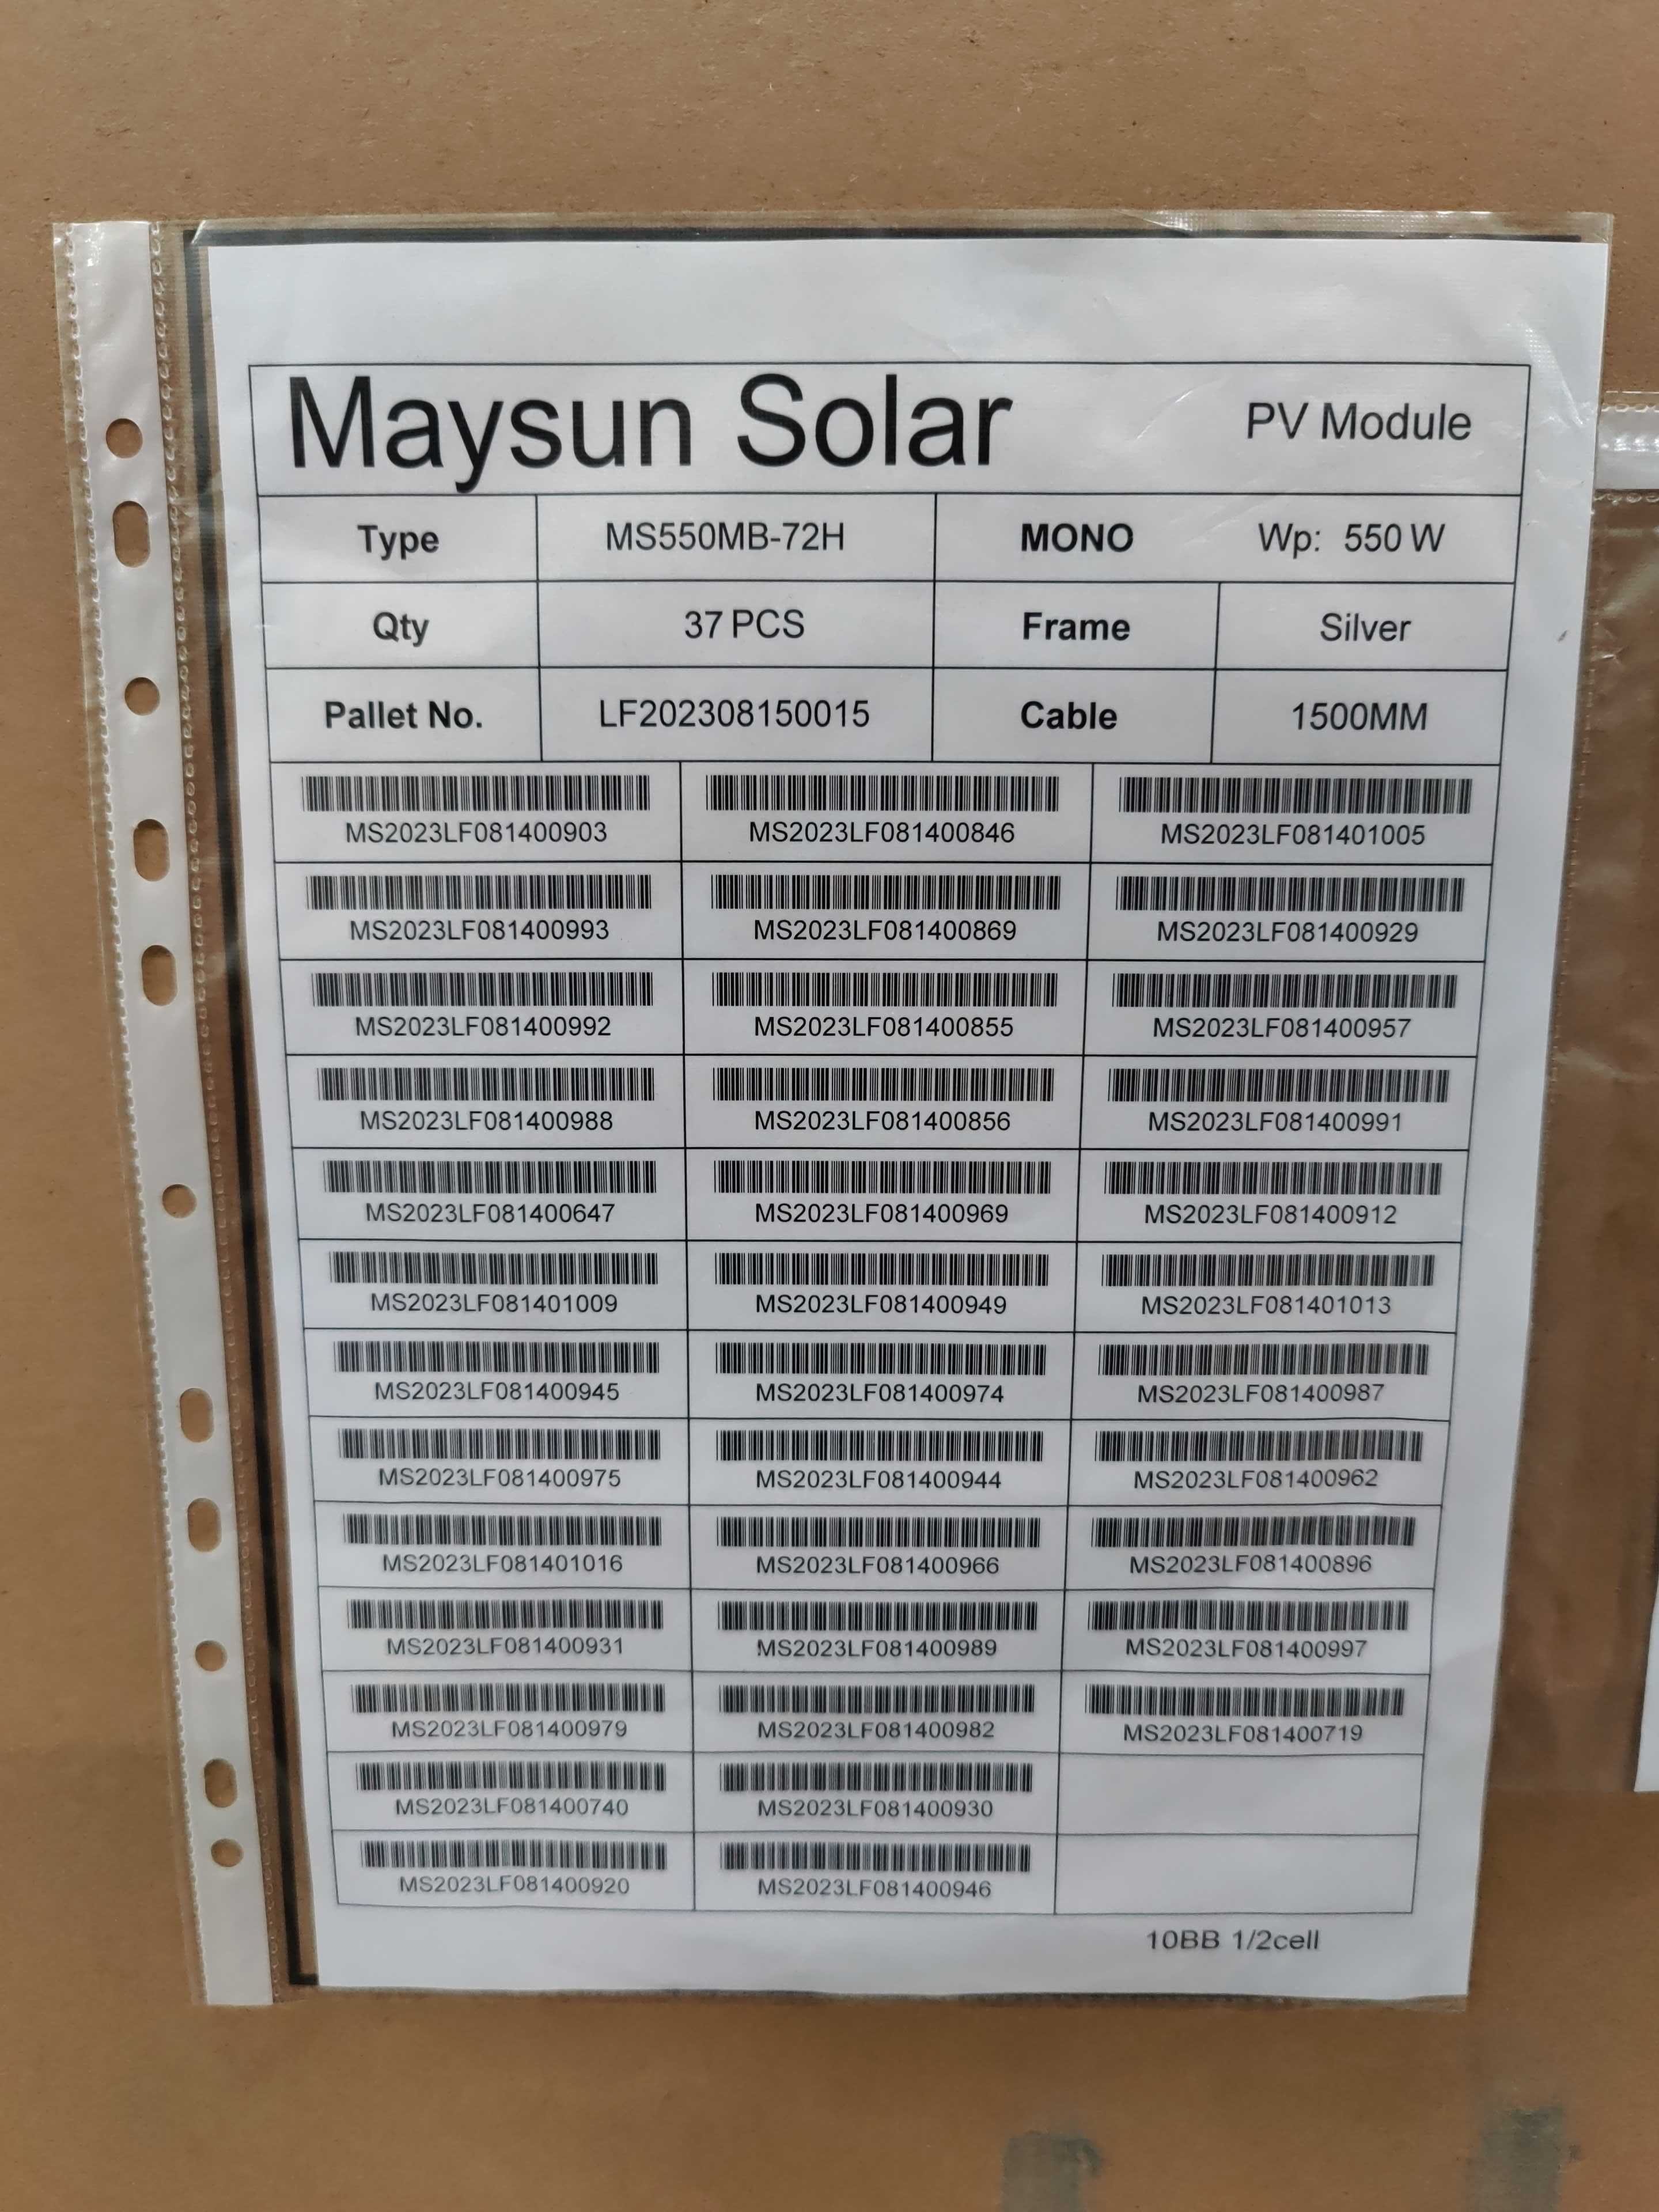 Maysun Solar PV Module
Type MS550MB-72H MONO Wp: 550 W
Qty 37 PCS Frame Silver
Pallet No. LF202308150015 Cable 1500MM
MS2023LF081400903 MS2023LF081400846 MS2023LF081401005
MS2023LF081400993 MS2023LF081400869 MS2023LF081400929
MS2023LF081400992 MS2023LF081400855 MS2023LF081400957
MS2023LF081400988 MS2023LF081400856 MS2023LF081400991
MS2023LF081400647 MS2023LF081400969 MS2023LF081400912
MS2023LF081401009 MS2023LF081400949 MS2023LF081401013
MS2023LF081400945 MS2023LF081400974 MS2023LF081400987
MS2023LF081400975 MS2023LF081400944 MS2023LF081400962
MS2023LF081401016 MS2023LF081400966 MS2023LF081400896
MS2023LF081400931 MS2023LF081400989 MS2023LF081400997
MS2023LF081400979 MS2023LF081400982 MS2023LF081400719
MS2023LF081400740 MS2023LF081400930
MS2023LF081400920 MS2023LF081400946
10BB 1/2cell